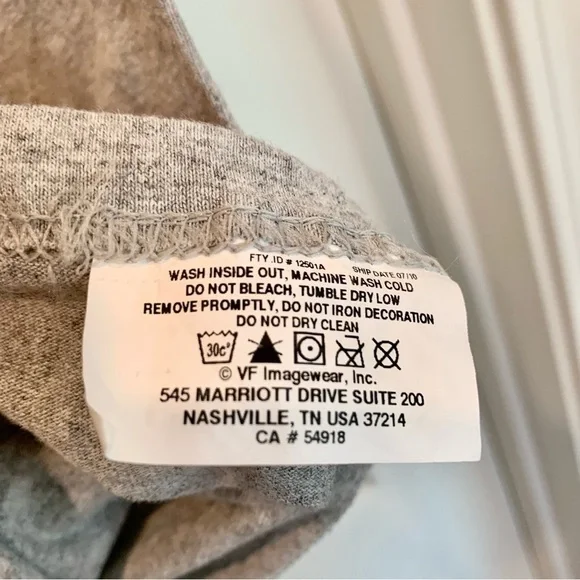 FTY .ID # 12501A SHIP DATE 07/10
WASH INSIDE OUT, MACHINE WASH COLD
DO NOT BLEACH, TUMBLE DRY LOW
REMOVE PROMPTLY, DO NOT IRON DECORATION
DO NOT DRY CLEAN
30c°
© VF Imagewear, Inc.
545 MARRIOTT DRIVE SUITE 200
NASHVILLE, TN USA 37214
CA # 54918